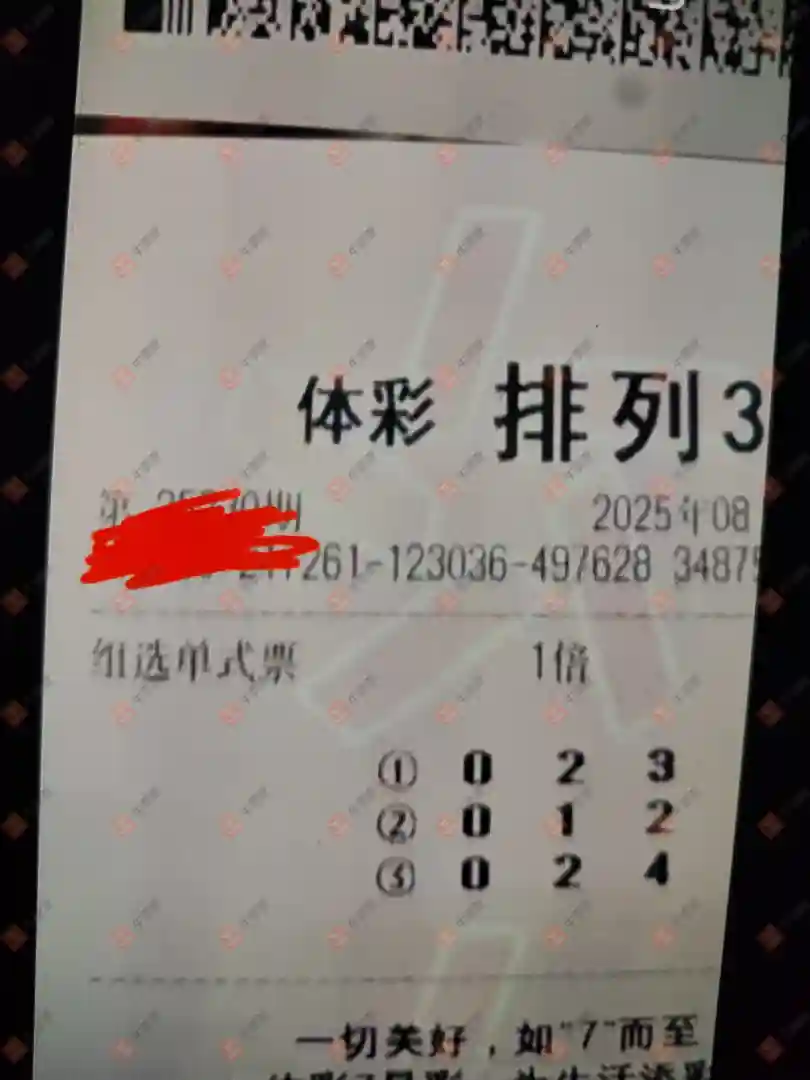 体彩 排列3
2025年08
261-123036-497628 3487
组选单式票 1倍
① 0 2 3
② 0 1 2
③ 0 2 4
一切美好，如“7”而至